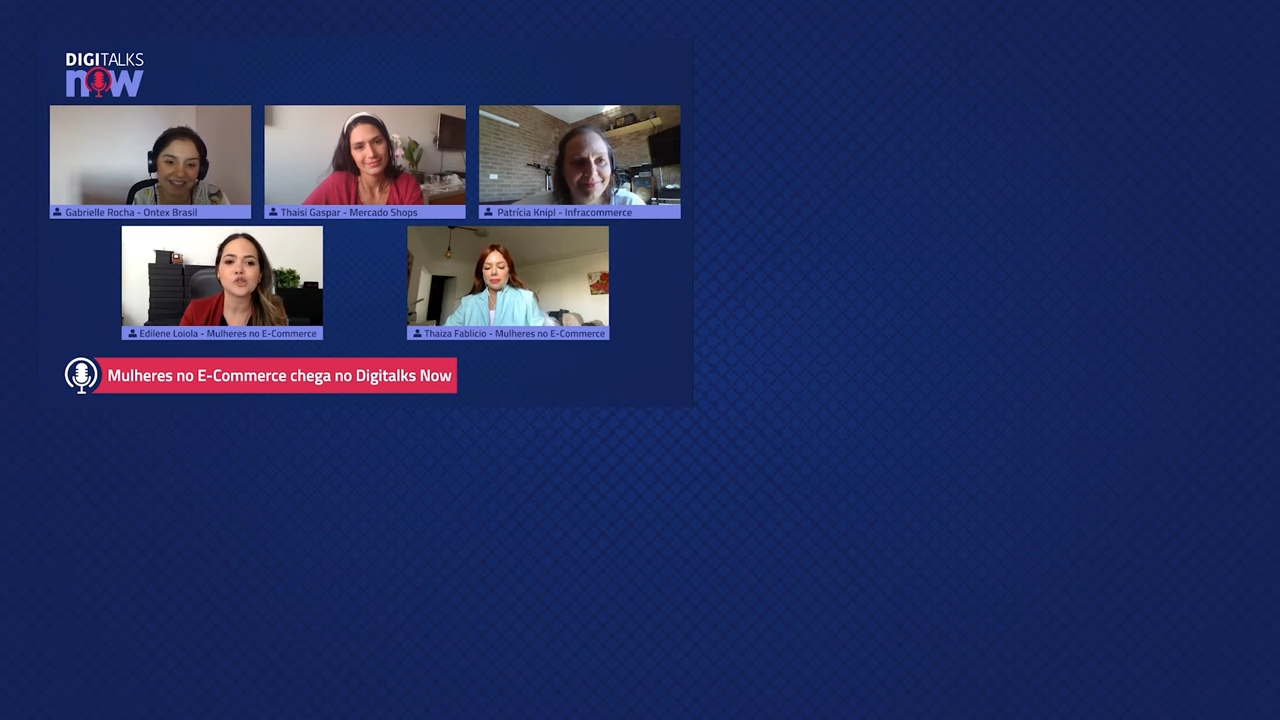 DIGITALKS
now
Gabrielle Rocha - Ontex Brasil
Thaisi Gaspar - Mercado Shops
Patrícia Knipl - Infracommerce
Edilene Loiola - Mulheres no E-Commerce
Thaiza Fablicio - Mulheres no E-Commerce
Mulheres no E-Commerce chega no Digitalks Now